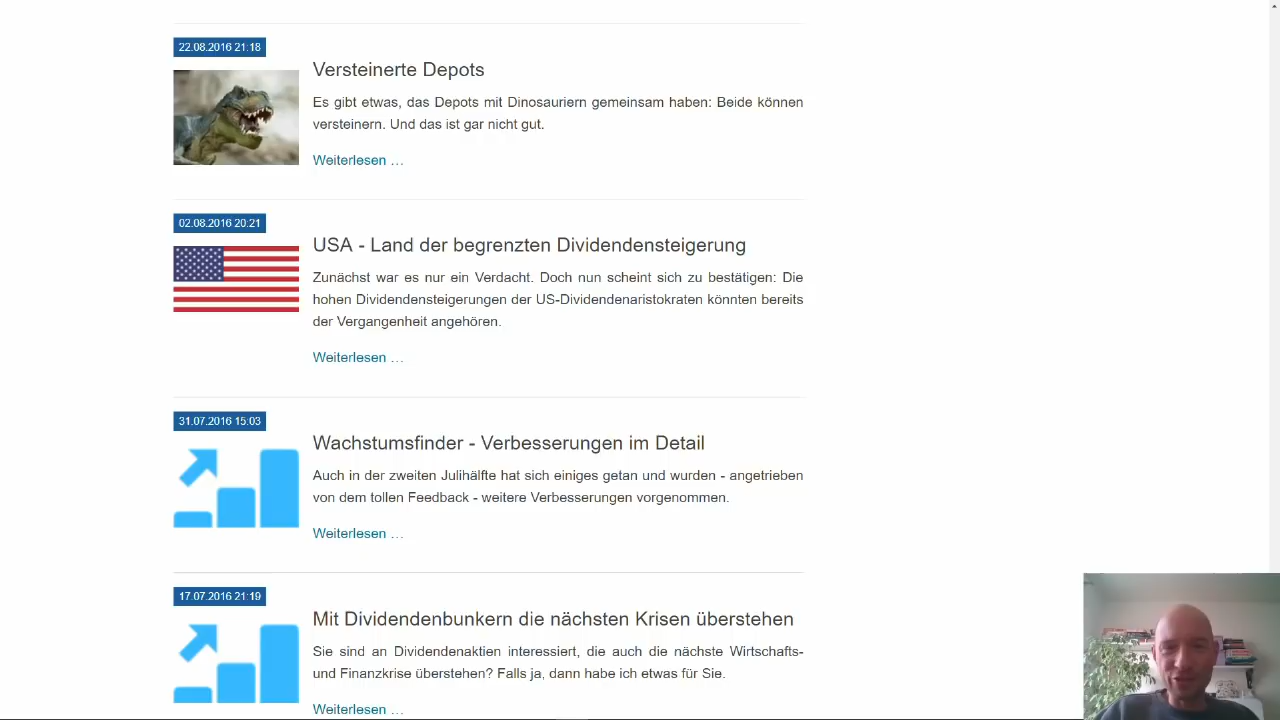 22.08.2016 21:18
Versteinerte Depots
Es gibt etwas, das Depots mit Dinosauriern gemeinsam haben: Beide können
versteinern. Und das ist gar nicht gut.
Weiterlesen …
02.08.2016 20:21
USA - Land der begrenzten Dividendensteigerung
Zunächst war es nur ein Verdacht. Doch nun scheint sich zu bestätigen: Die
hohen Dividendensteigerungen der US-Dividendenaristokraten könnten bereits
der Vergangenheit angehören.
Weiterlesen …
31.07.2016 15:03
Wachstumsfinder - Verbesserungen im Detail
Auch in der zweiten Julihälfte hat sich einiges getan und wurden - angetrieben
von dem tollen Feedback - weitere Verbesserungen vorgenommen.
Weiterlesen …
17.07.2016 21:19
Mit Dividendenbunkern die nächsten Krisen überstehen
Sie sind an Dividendenaktien interessiert, die auch die nächste Wirtschafts-
und Finanzkrise überstehen? Falls ja, dann habe ich etwas für Sie.
Weiterlesen …